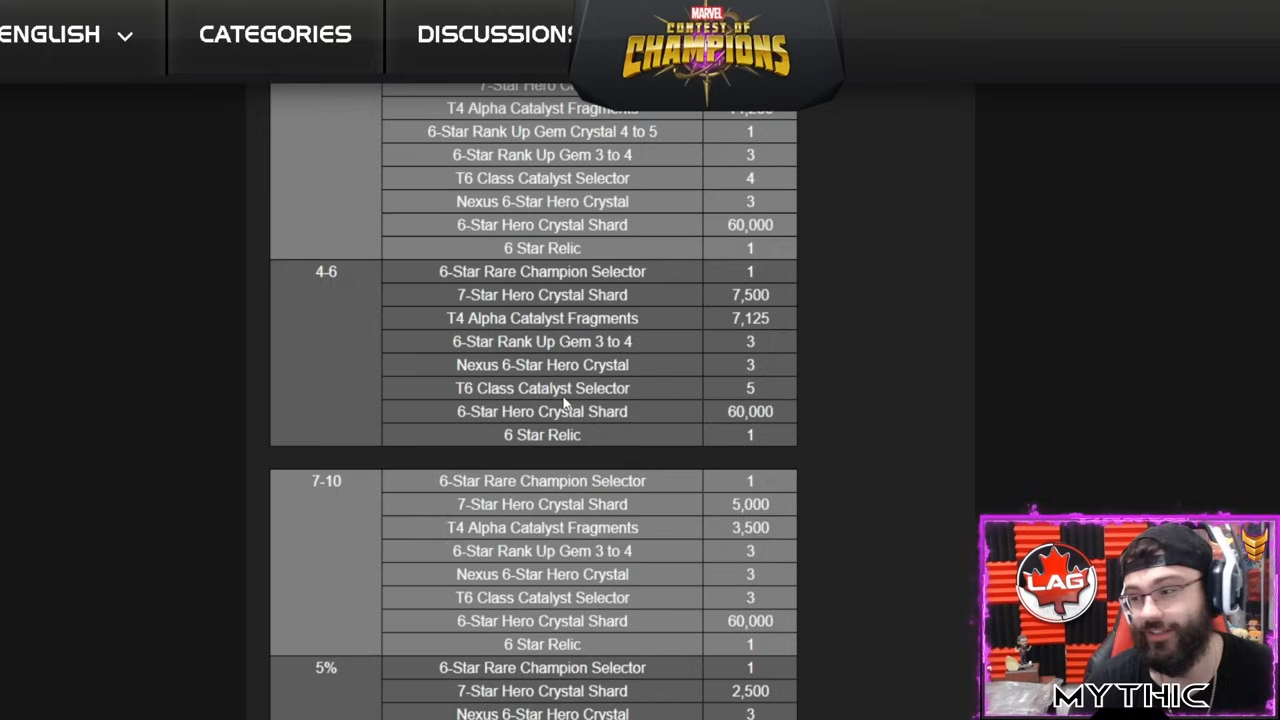 ENGLISH CATEGORIES DISCUSSIONS
MARVEL
CONTEST OF
CHAMPIONS
7-Star Hero
T4 Alpha Catalyst Fragments
6-Star Rank Up Gem Crystal 4 to 5 1
6-Star Rank Up Gem 3 to 4 3
T6 Class Catalyst Selector 4
Nexus 6-Star Hero Crystal 3
6-Star Hero Crystal Shard 60,000
6 Star Relic 1
4-6 6-Star Rare Champion Selector 1
7-Star Hero Crystal Shard 7,500
T4 Alpha Catalyst Fragments 7,125
6-Star Rank Up Gem 3 to 4 3
Nexus 6-Star Hero Crystal 3
T6 Class Catalyst Selector 5
6-Star Hero Crystal Shard 60,000
6 Star Relic 1
7-10 6-Star Rare Champion Selector 1
7-Star Hero Crystal Shard 5,000
T4 Alpha Catalyst Fragments 3,500
6-Star Rank Up Gem 3 to 4 3
Nexus 6-Star Hero Crystal 3
T6 Class Catalyst Selector 3
6-Star Hero Crystal Shard 60,000
6 Star Relic 1
5% 6-Star Rare Champion Selector 1
7-Star Hero Crystal Shard 2,500
Nexus 6-Star Hero Crystal 3
LAG
MYTHIC